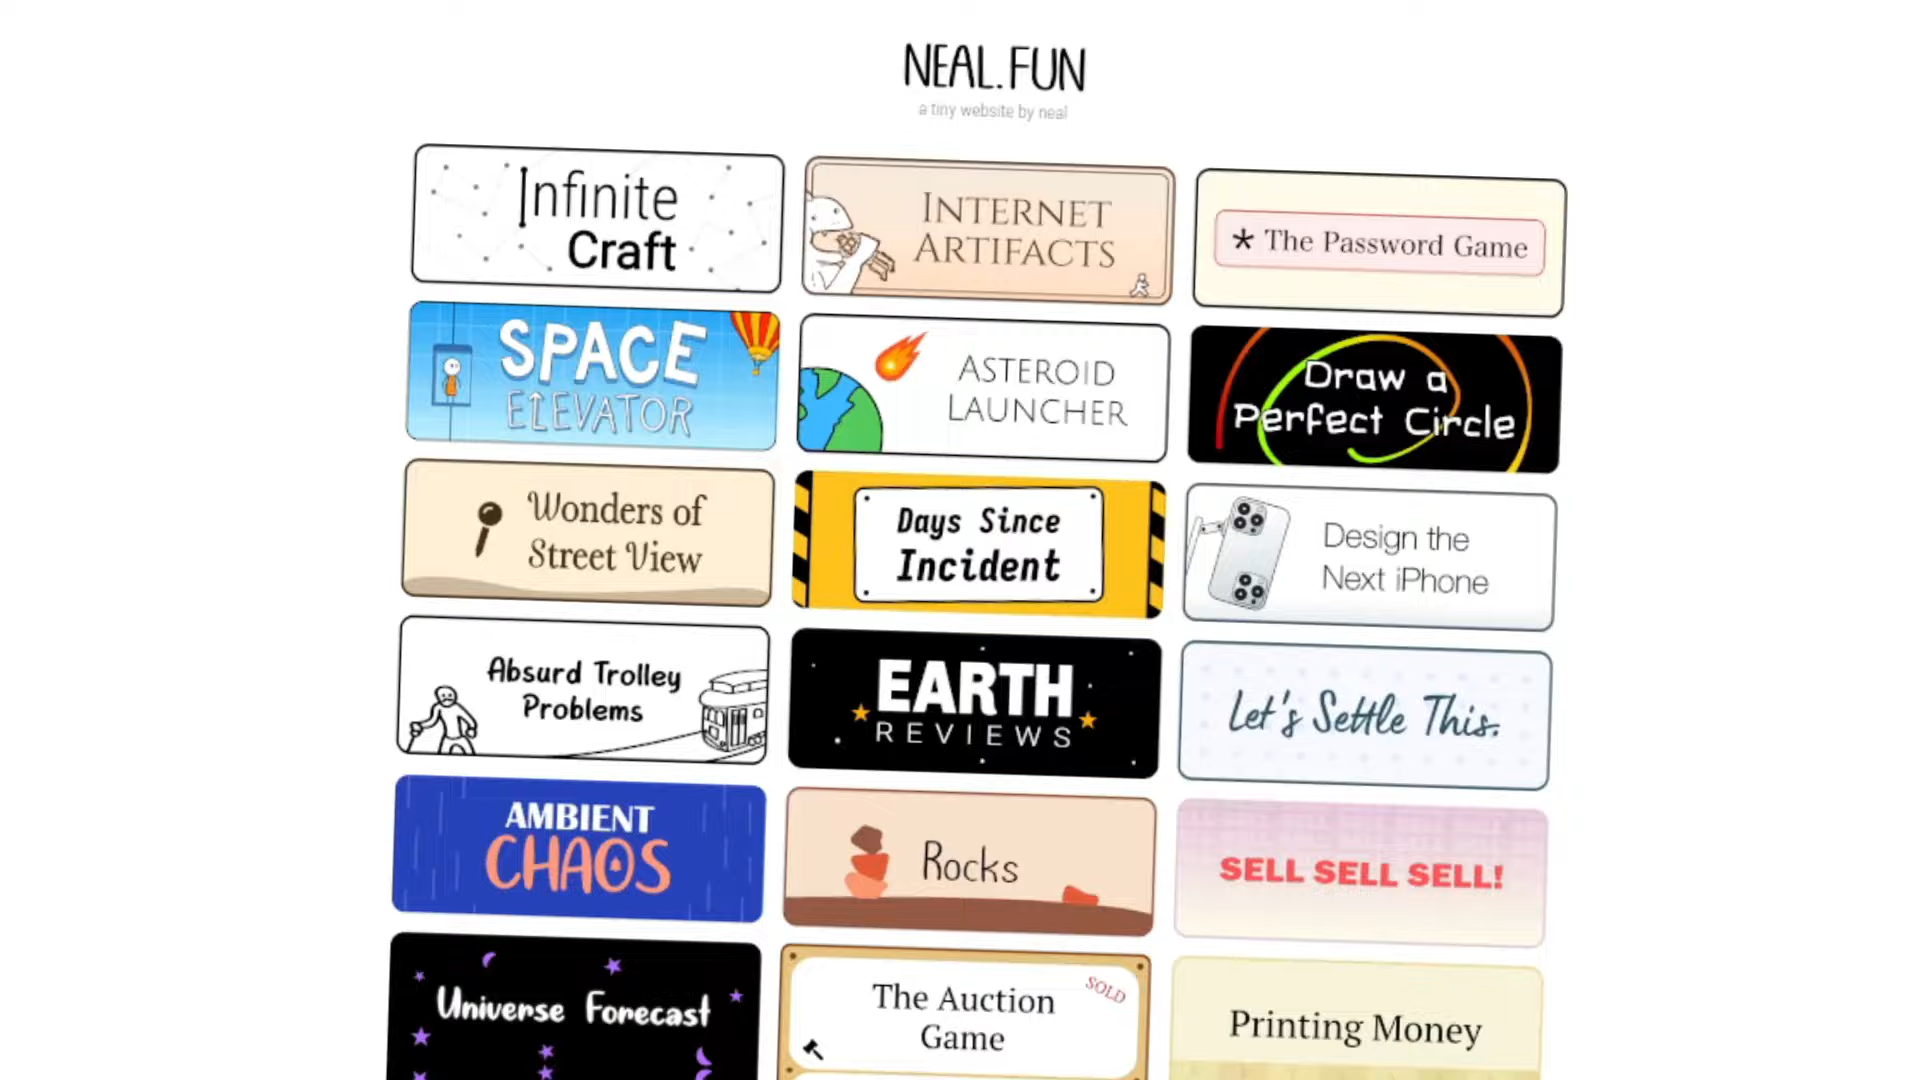 NEAL.FUN
a tiny website by neal
Infinite
Craft
INTERNET
ARTIFACTS
* The Password Game
SPACE
ELEVATOR
ASTEROID
LAUNCHER
Draw a
Perfect Circle
Wonders of
Street View
Days Since
Incident
Design the
Next iPhone
Absurd Trolley
Problems
EARTH
REVIEWS
Let's Settle This.
AMBIENT
CHAOS
Rocks
SELL SELL SELL!
Universe Forecast
The Auction
Game
SOLD
Printing Money